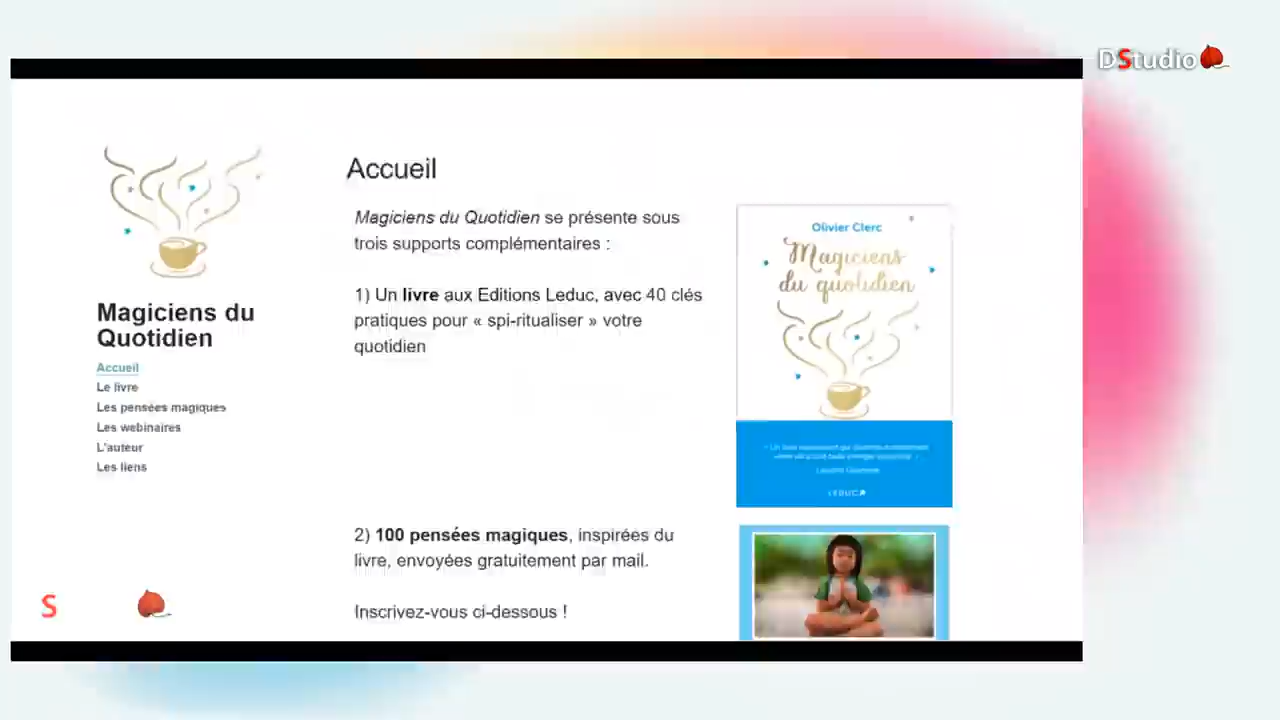 DStudio
Magiciens du
Quotidien
Accueil
Le livre
Les pensées magiques
Les webinaires
L'auteur
Les liens
Accueil
Magiciens du Quotidien se présente sous
trois supports complémentaires :
1) Un livre aux Editions Leduc, avec 40 clés
pratiques pour « spi-ritualiser » votre
quotidien
2) 100 pensées magiques, inspirées du
livre, envoyées gratuitement par mail.
Inscrivez-vous ci-dessous !
Olivier Clerc
Magiciens
du quotidien
LEDUC
S